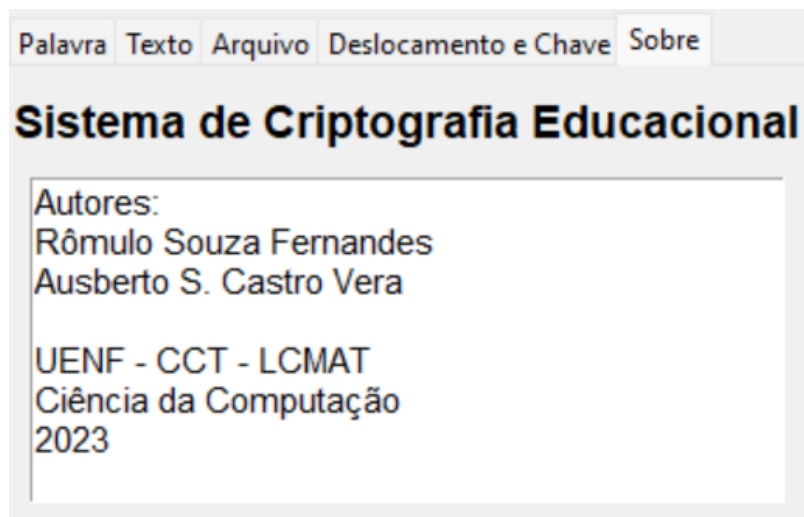 Palavra Texto Arquivo Deslocamento e Chave Sobre
Sistema de Criptografia Educacional
Autores:
Rômulo Souza Fernandes
Ausberto S. Castro Vera
UENF - CCT - LCMAT
Ciência da Computação
2023